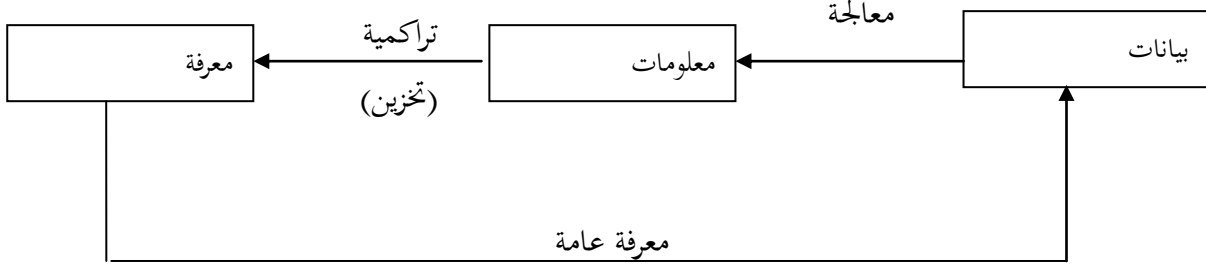 معالجة
بيانات
معلومات
تراكمية
(تخزين)
معرفة
معرفة عامة